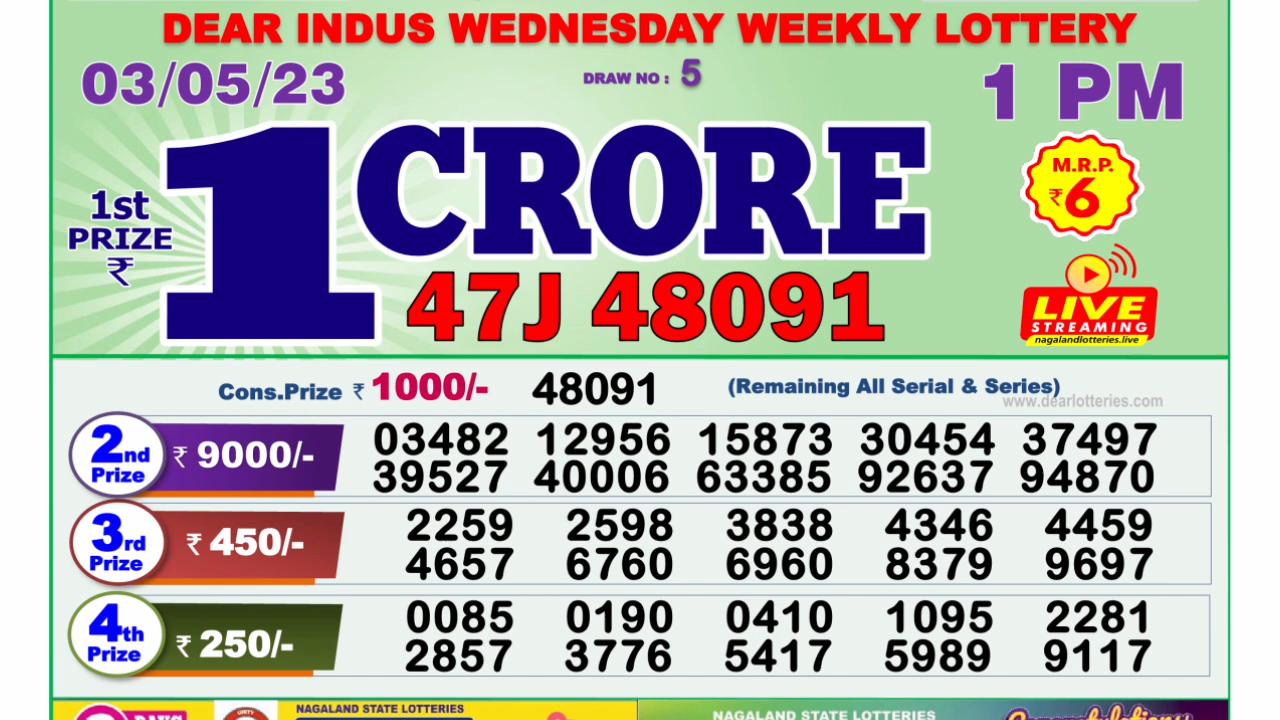 DEAR INDUS WEDNESDAY WEEKLY LOTTERY
03/05/23
DRAW NO : 5
1 PM
1st
PRIZE
₹
1 CRORE
M.R.P.
₹ 6
47J 48091
LIVE
STREAMING
nagalandlotteries.live
Cons.Prize ₹ 1000/- 48091 (Remaining All Serial & Series)
www.dearlotteries.com
2nd Prize ₹ 9000/-
03482 12956 15873 30454 37497
39527 40006 63385 92637 94870
3rd Prize ₹ 450/-
2259 2598 3838 4346 4459
4657 6760 6960 8379 9697
4th Prize ₹ 250/-
0085 0190 0410 1095 2281
2857 3776 5417 5989 9117
NAGALAND STATE LOTTERIES
NAGALAND STATE LOTTERIES